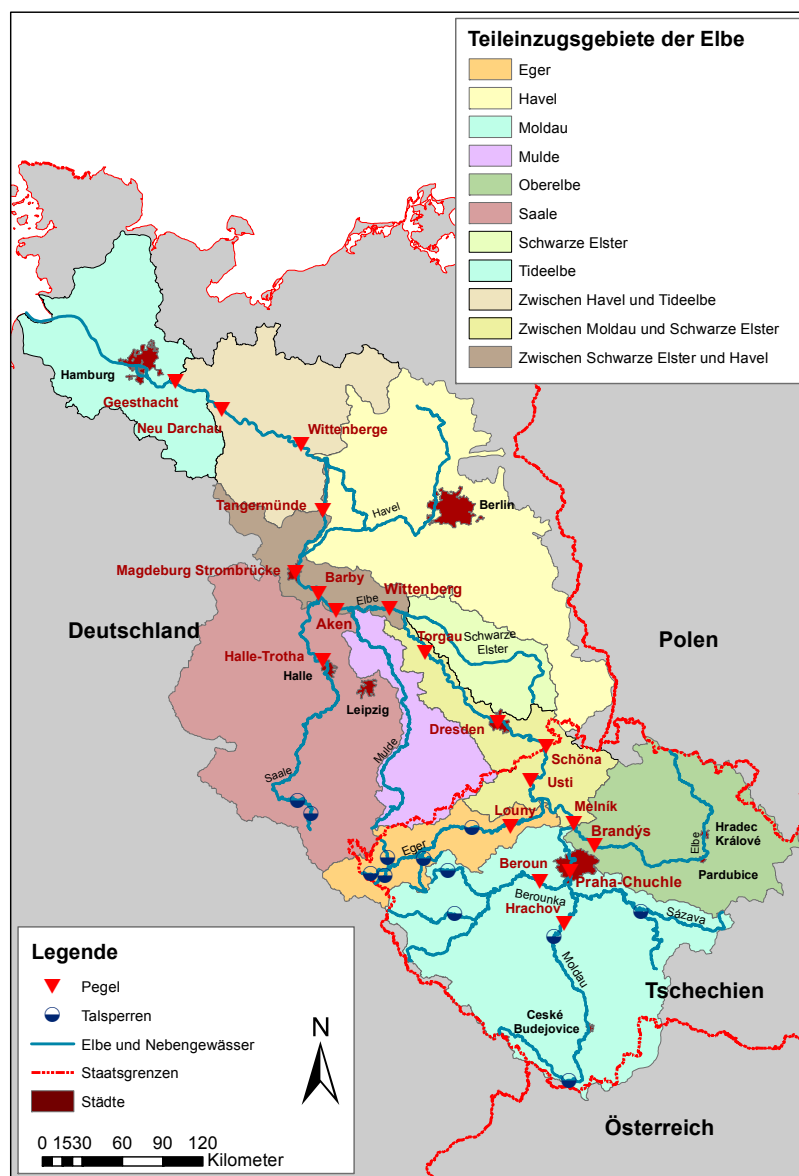 Teileinzugsgebiete der Elbe
Eger
Havel
Moldau
Mulde
Oberelbe
Saale
Schwarze Elster
Tideelbe
Zwischen Havel und Tideelbe
Zwischen Moldau und Schwarze Elster
Zwischen Schwarze Elster und Havel
Hamburg
Geesthacht
Neu Darchau
Wittenberge
Tangermünde
Havel
Berlin
Magdeburg Strombrücke
Barby
Elbe
Wittenberg
Aken
Deutschland
Torgau
Schwarze
Elster
Polen
Halle-Trotha
Halle
Leipzig
Dresden
Mulde
Schöna
Saale
Usti
Louny
Melník
Brandýs
Elbe
Hradec
Králové
Eger
Beroun
Pardubice
Praha-Chuchle
Berounka
Hrachov
Sázava
Moldau
Tschechien
Ceské
Budejovice
Österreich
Legende
Pegel
Talsperren
Elbe und Nebengewässer
Staatsgrenzen
Städte
N
0 1530 60 90 120
Kilometer